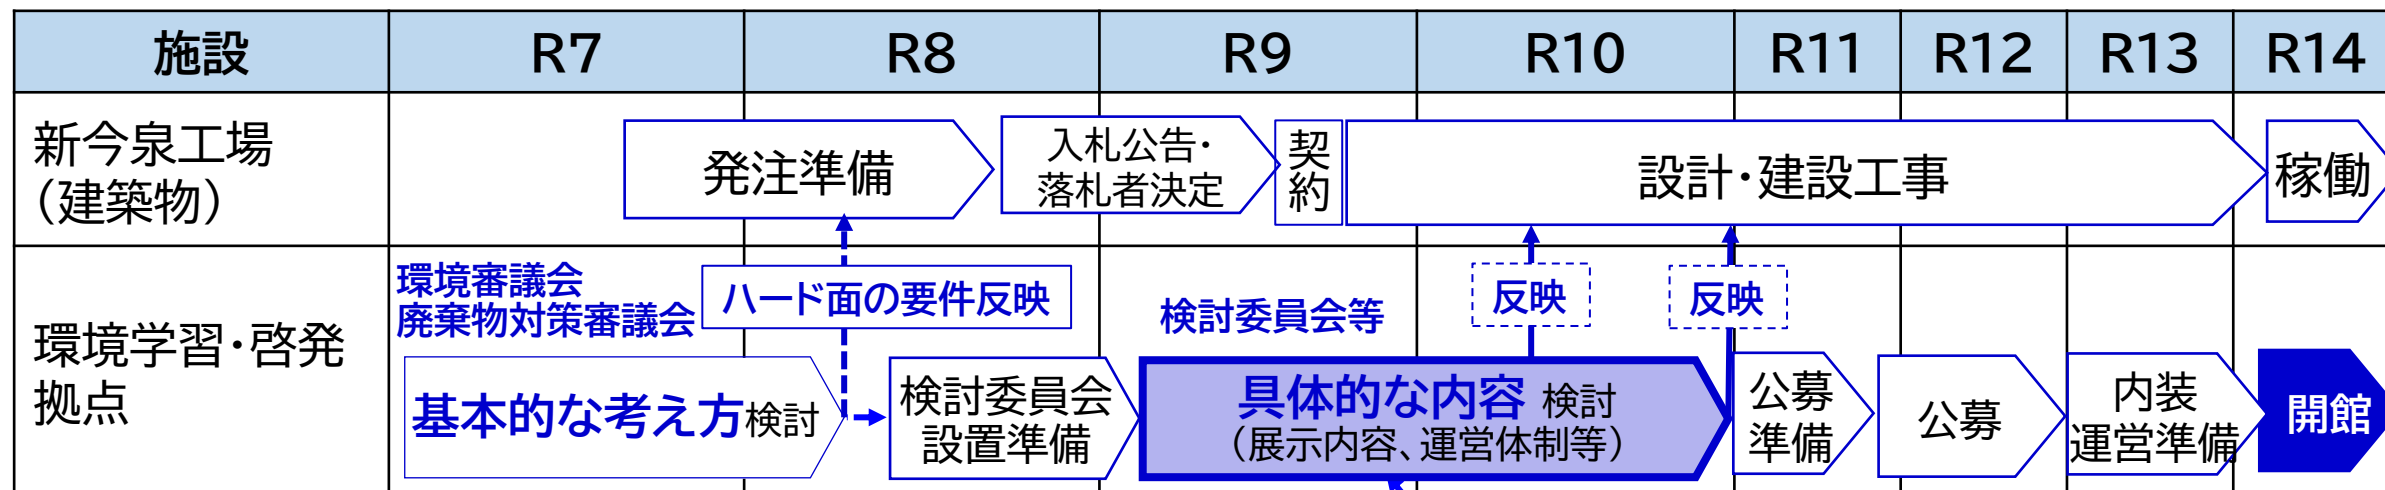 施設 R7 R8 R9 R10 R11 R12 R13 R14
新今泉工場
（建築物）
発注準備
入札公告・
落札者決定
契約
設計・建設工事
稼働
環境学習・啓発
拠点
環境審議会
廃棄物対策審議会
ハード面の要件反映
検討委員会等
反映
反映
基本的な考え方検討
検討委員会
設置準備
具体的な内容 検討
（展示内容、運営体制等）
公募
準備
公募
内装
運営準備
開館